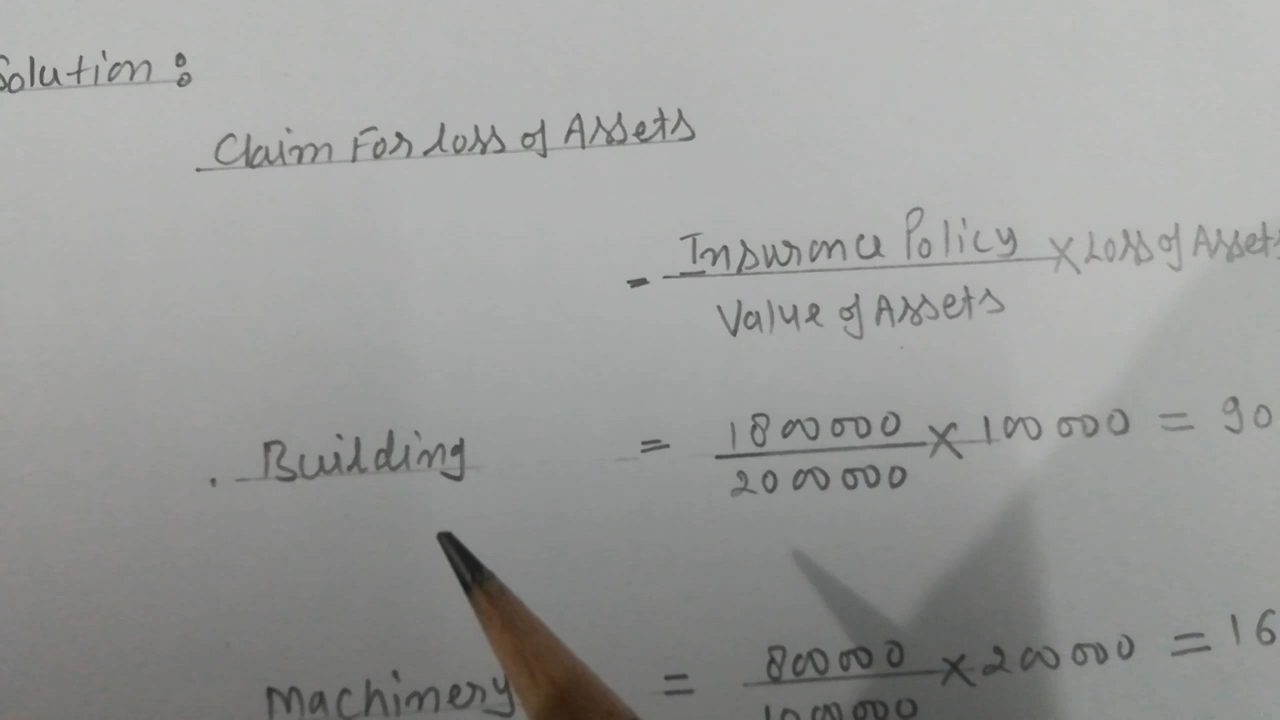 Solution :
Claim For Loss of Assets
= Insurance Policy / Value of Assets × Loss of Assets
Building = 1800000 / 2000000 × 100000 = 90
Machinery = 800000 / 1000000 × 200000 = 16